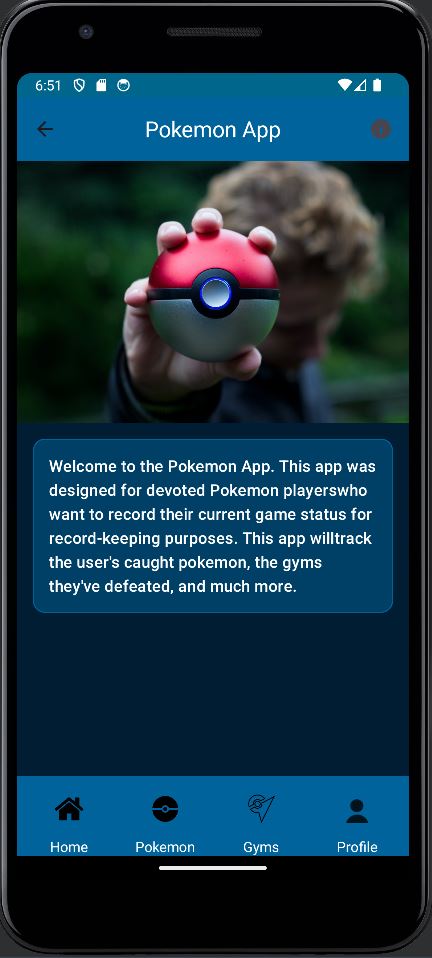 6:51
Pokemon App
Welcome to the Pokemon App. This app was
designed for devoted Pokemon playerswho
want to record their current game status for
record-keeping purposes. This app willtrack
the user's caught pokemon, the gyms
they've defeated, and much more.
Home Pokemon Gyms Profile